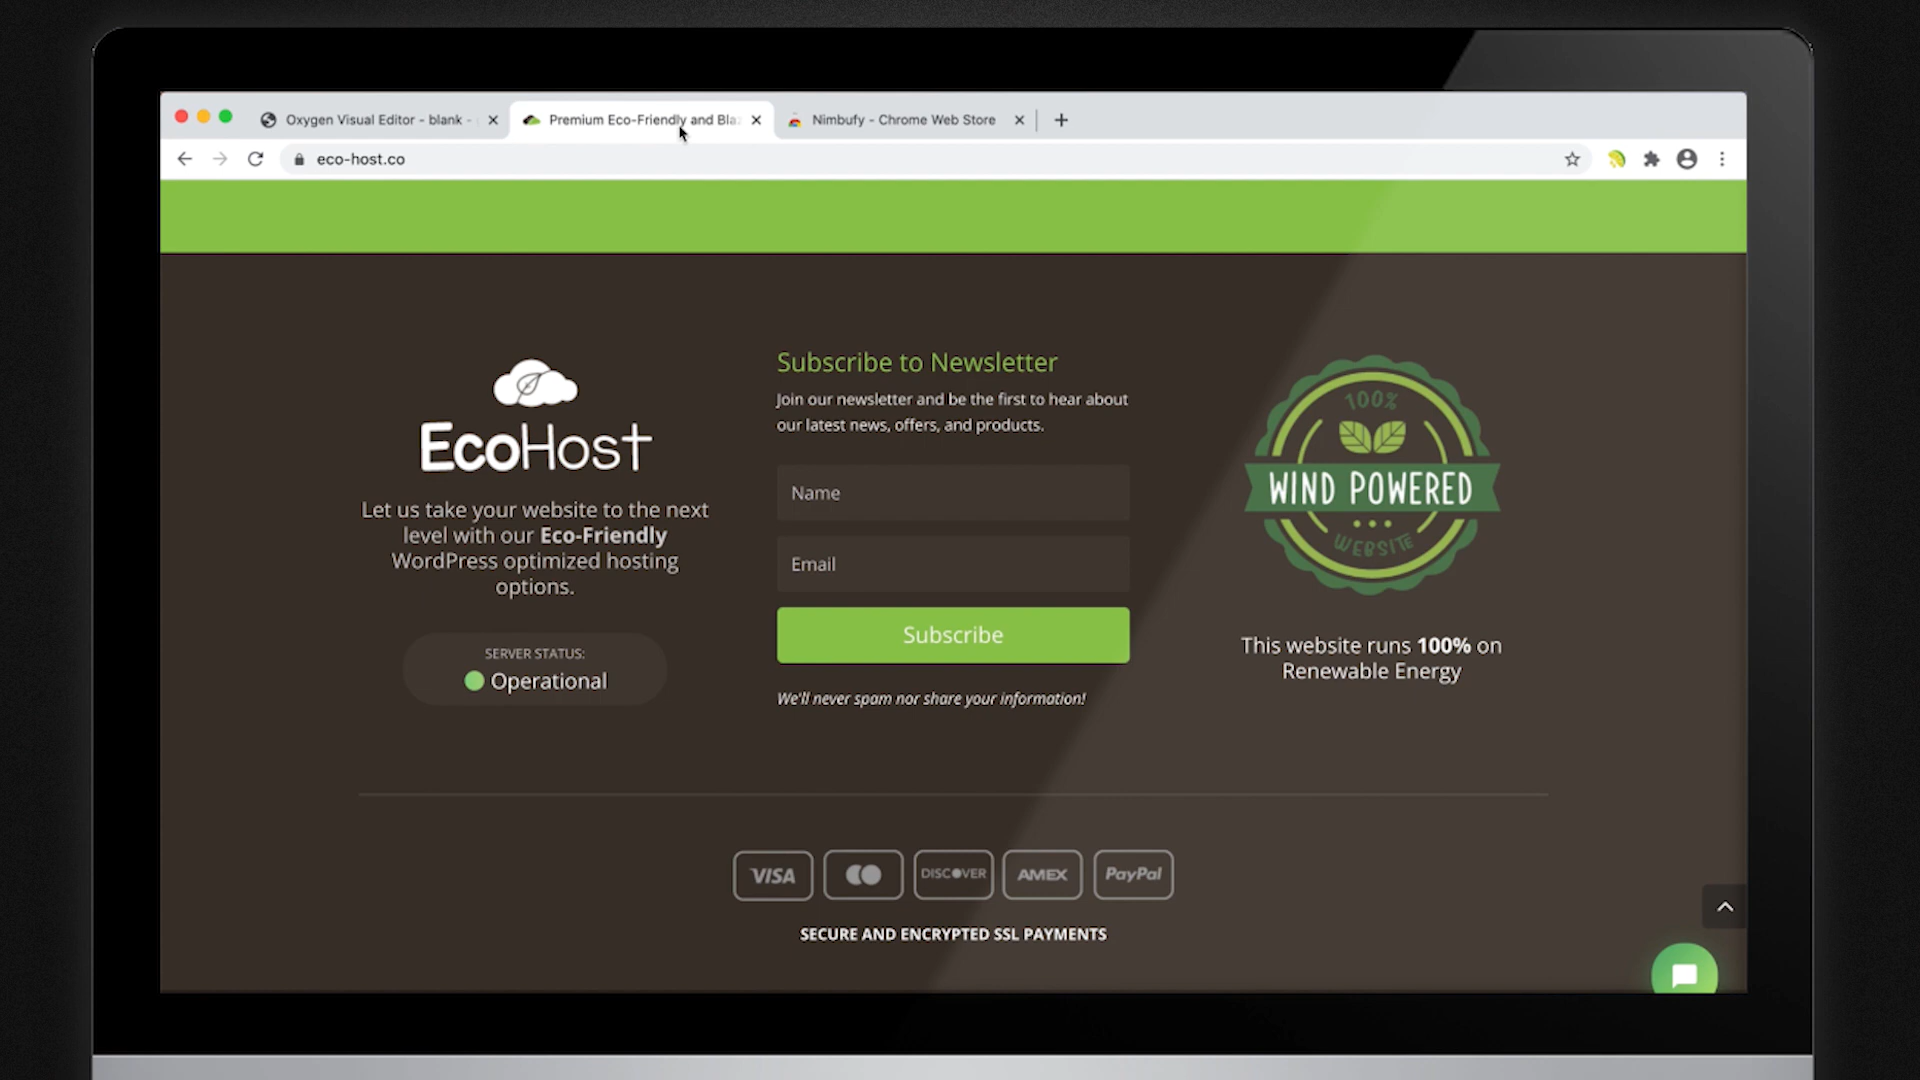 Oxygen Visual Editor - blank -
Premium Eco-Friendly and Bla
Nimbufy - Chrome Web Store
eco-host.co
EcoHost
Let us take your website to the next
level with our Eco-Friendly
WordPress optimized hosting
options.
SERVER STATUS:
Operational
Subscribe to Newsletter
Join our newsletter and be the first to hear about
our latest news, offers, and products.
Name
Email
Subscribe
We'll never spam nor share your information!
100%
WIND POWERED
WEBSITE
This website runs 100% on
Renewable Energy
VISA
DISCOVER
AMEX
PayPal
SECURE AND ENCRYPTED SSL PAYMENTS